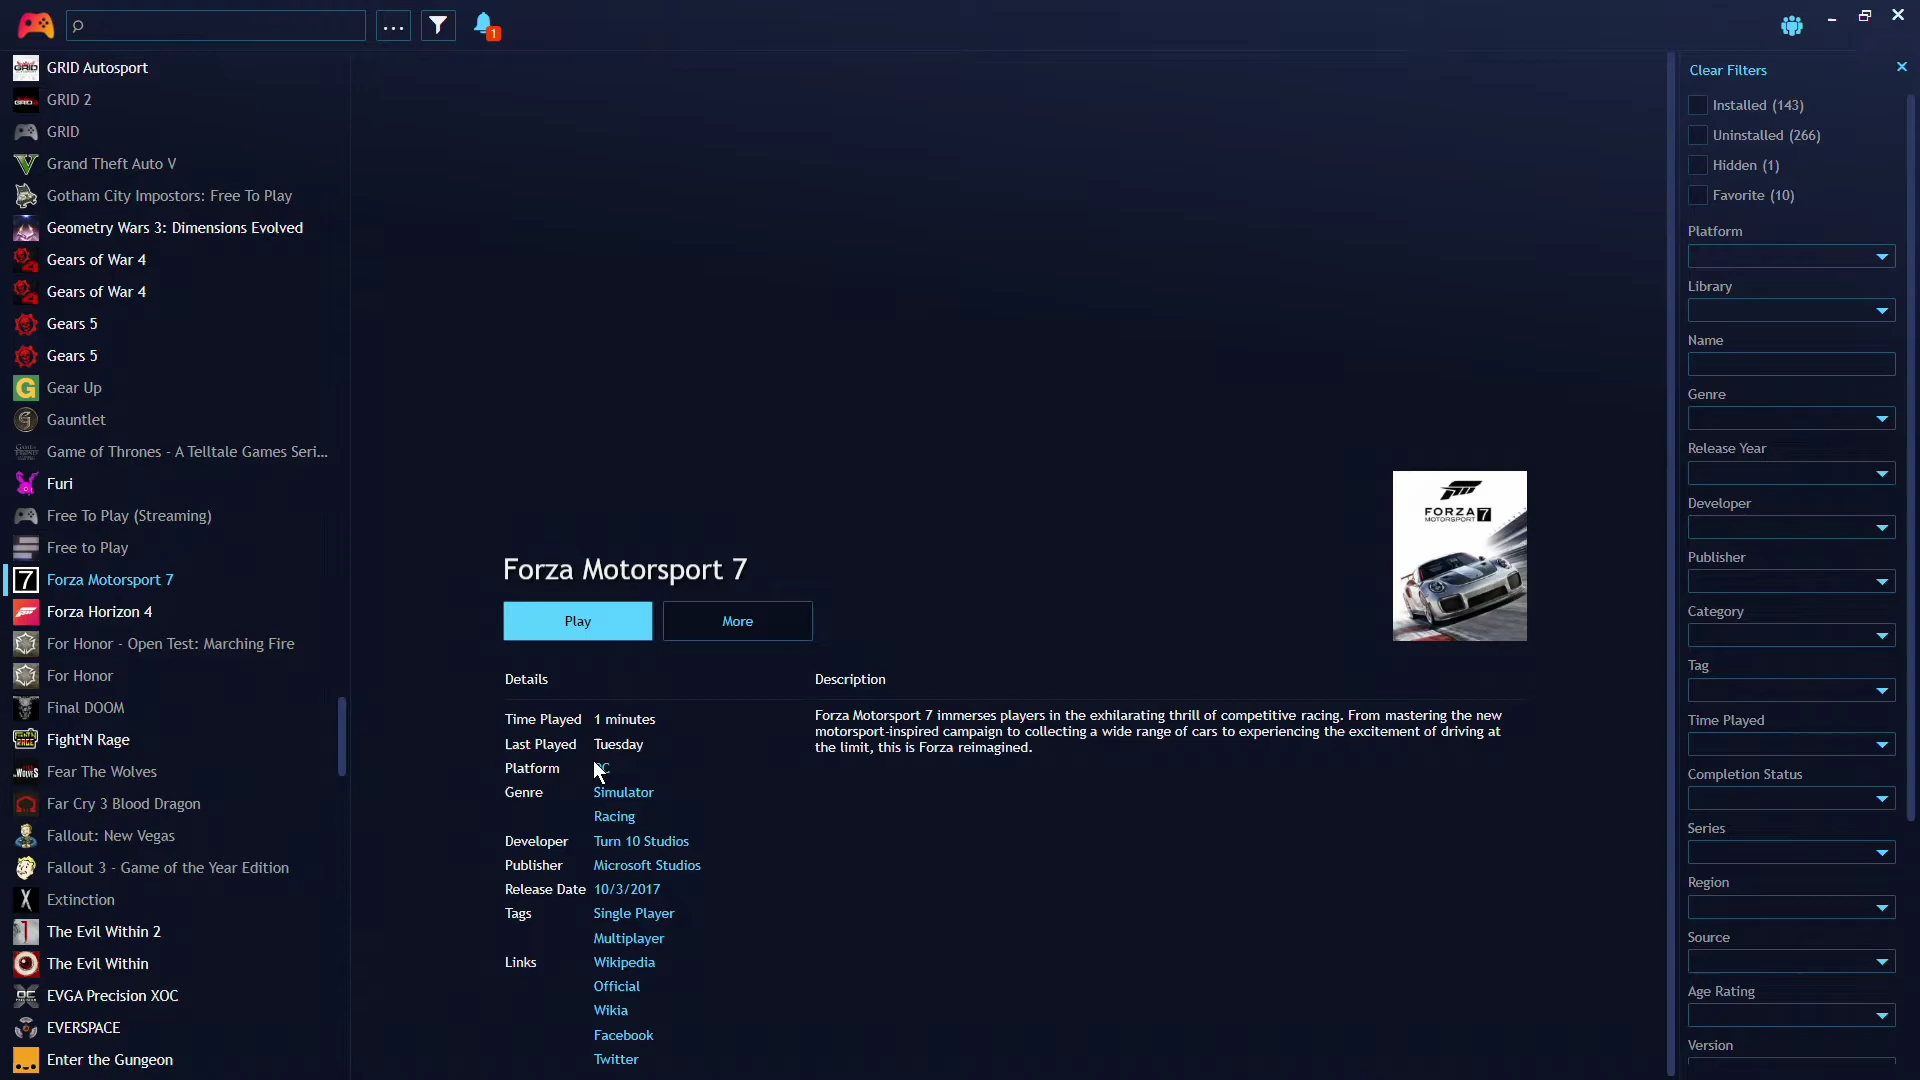 ... 1
GRID Autosport
GRID 2
GRID
Grand Theft Auto V
Gotham City Impostors: Free To Play
Geometry Wars 3: Dimensions Evolved
Gears of War 4
Gears of War 4
Gears 5
Gears 5
Gear Up
Gauntlet
Game of Thrones - A Telltale Games Seri...
Furi
Free To Play (Streaming)
Free to Play
Forza Motorsport 7
Forza Horizon 4
For Honor - Open Test: Marching Fire
For Honor
Final DOOM
Fight'N Rage
Fear The Wolves
Far Cry 3 Blood Dragon
Fallout: New Vegas
Fallout 3 - Game of the Year Edition
Extinction
The Evil Within 2
The Evil Within
EVGA Precision XOC
EVERSPACE
Enter the Gungeon
FORZA 7
MOTORSPORT
Forza Motorsport 7
Play More
Details
Time Played 1 minutes
Last Played Tuesday
Platform
Genre Simulator
Racing
Developer Turn 10 Studios
Publisher Microsoft Studios
Release Date 10/3/2017
Tags Single Player
Multiplayer
Links Wikipedia
Official
Wikia
Facebook
Twitter
Description
Forza Motorsport 7 immerses players in the exhilarating thrill of competitive racing. From mastering the new
motorsport-inspired campaign to collecting a wide range of cars to experiencing the excitement of driving at
the limit, this is Forza reimagined.
Clear Filters
Installed (143)
Uninstalled (266)
Hidden (1)
Favorite (10)
Platform
Library
Name
Genre
Release Year
Developer
Publisher
Category
Tag
Time Played
Completion Status
Series
Region
Source
Age Rating
Version